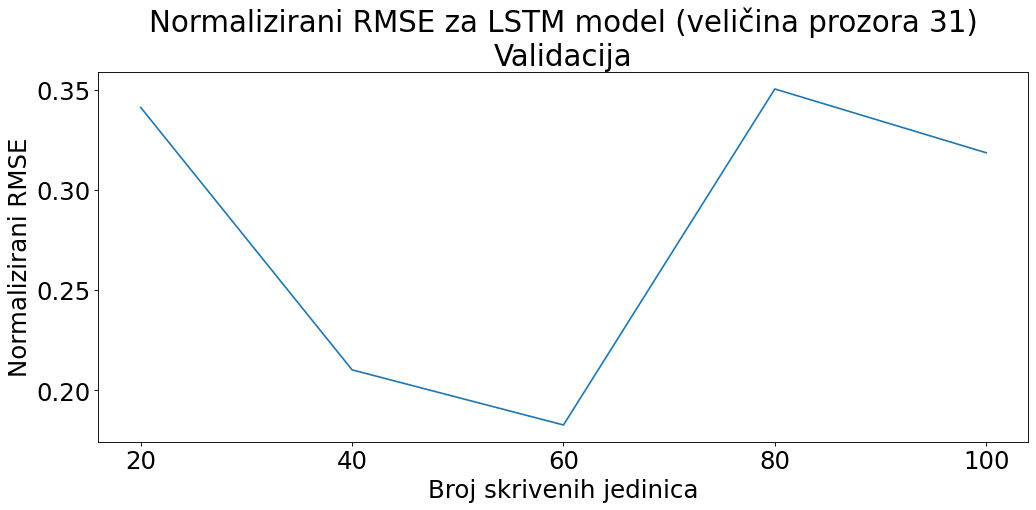 Normalizirani RMSE za LSTM model (veličina prozora 31)
Validacija
Normalizirani RMSE
0.35
0.30
0.25
0.20
20 40 60 80 100
Broj skrivenih jedinica